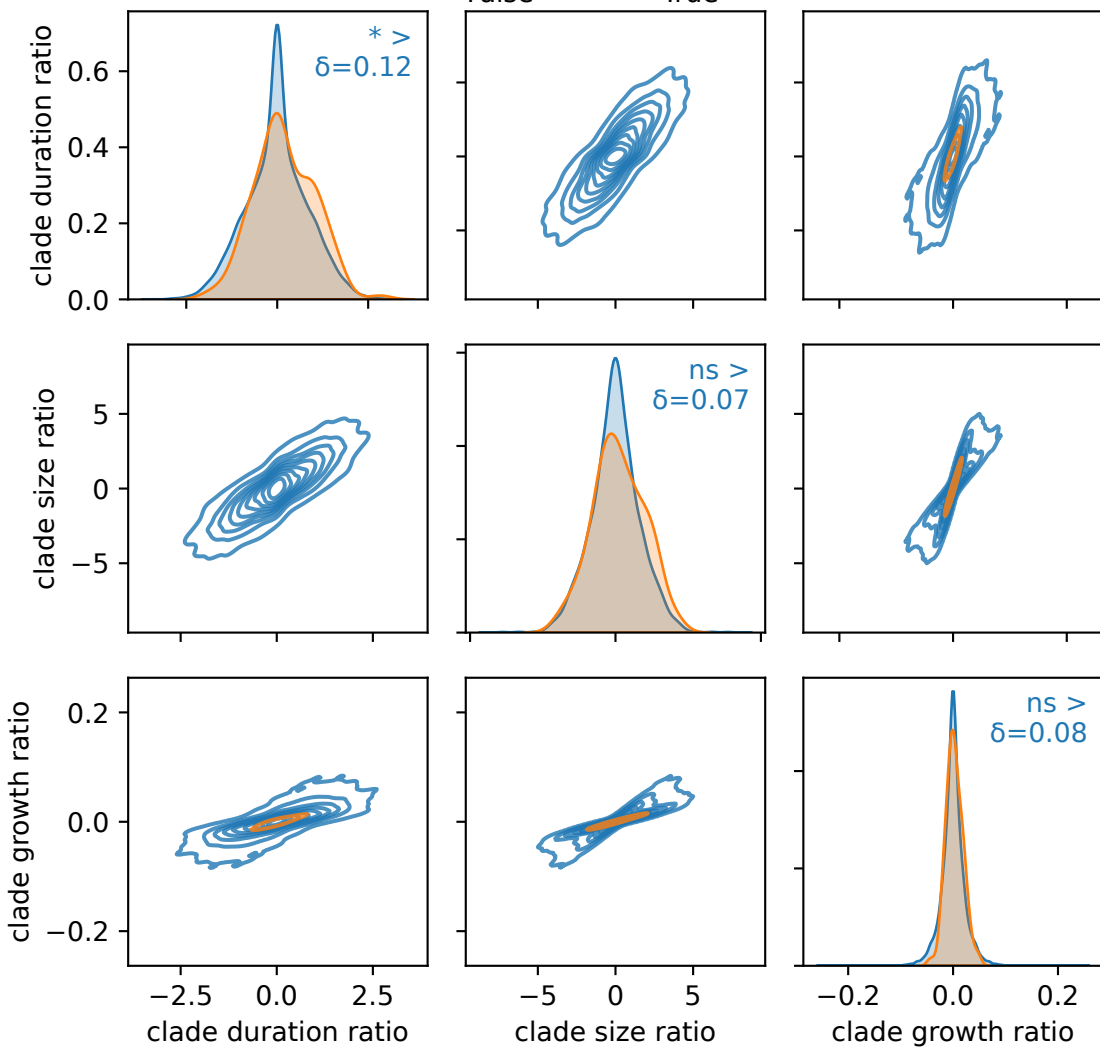 clade duration ratio
0.6
0.4
0.2
0.0
* >
δ=0.12
clade size ratio
5
0
−5
ns >
δ=0.07
clade growth ratio
0.2
0.0
−0.2
ns >
δ=0.08
−2.5 0.0 2.5
−5 0 5
−0.2 0.0 0.2
clade duration ratio
clade size ratio
clade growth ratio